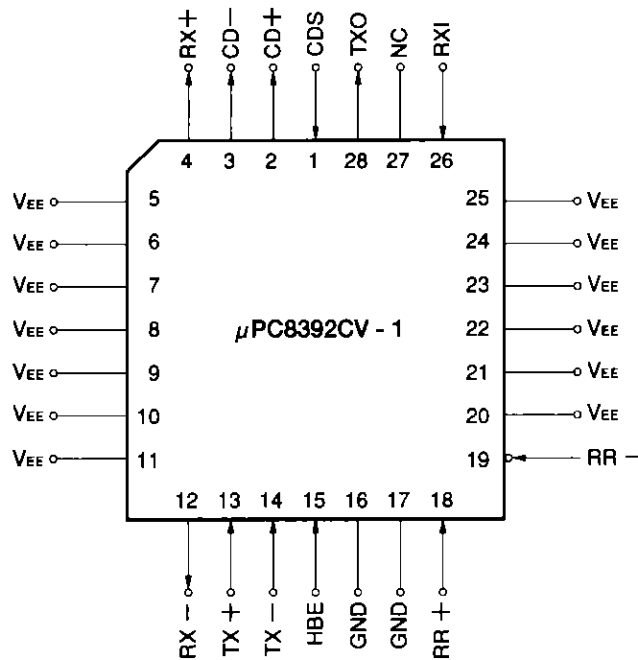 RX+ CD− CD+ CDS TXO NC RXI
4 3 2 1 28 27 26
VEE 5 25 VEE
VEE 6 24 VEE
VEE 7 23 VEE
VEE 8 μPC8392CV - 1 22 VEE
VEE 9 21 VEE
VEE 10 20 VEE
VEE 11 19 RR −
12 13 14 15 16 17 18
RX − TX + TX − HBE GND GND RR +